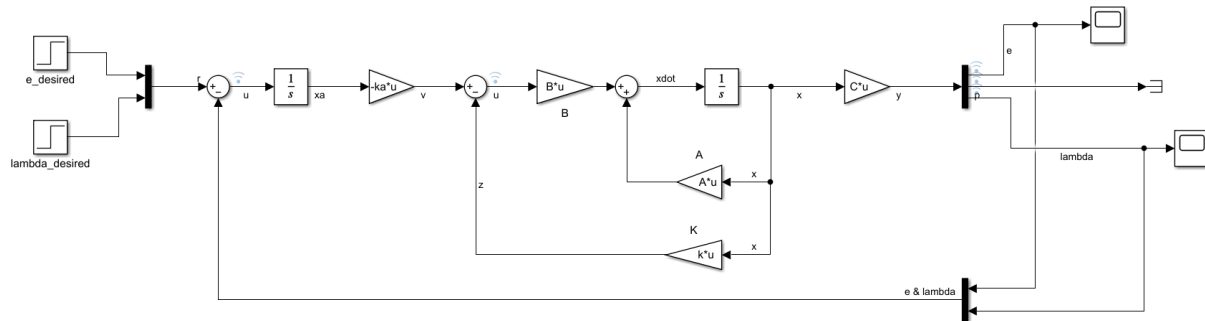 e
e_desired
r
+
−
u
1
s
xa
-ka*u
v
+
−
u
B*u
B
+
+
xdot
1
s
x
C*u
y
p
lambda
lambda_desired
A
A*u
x
z
K
k*u
x
e & lambda